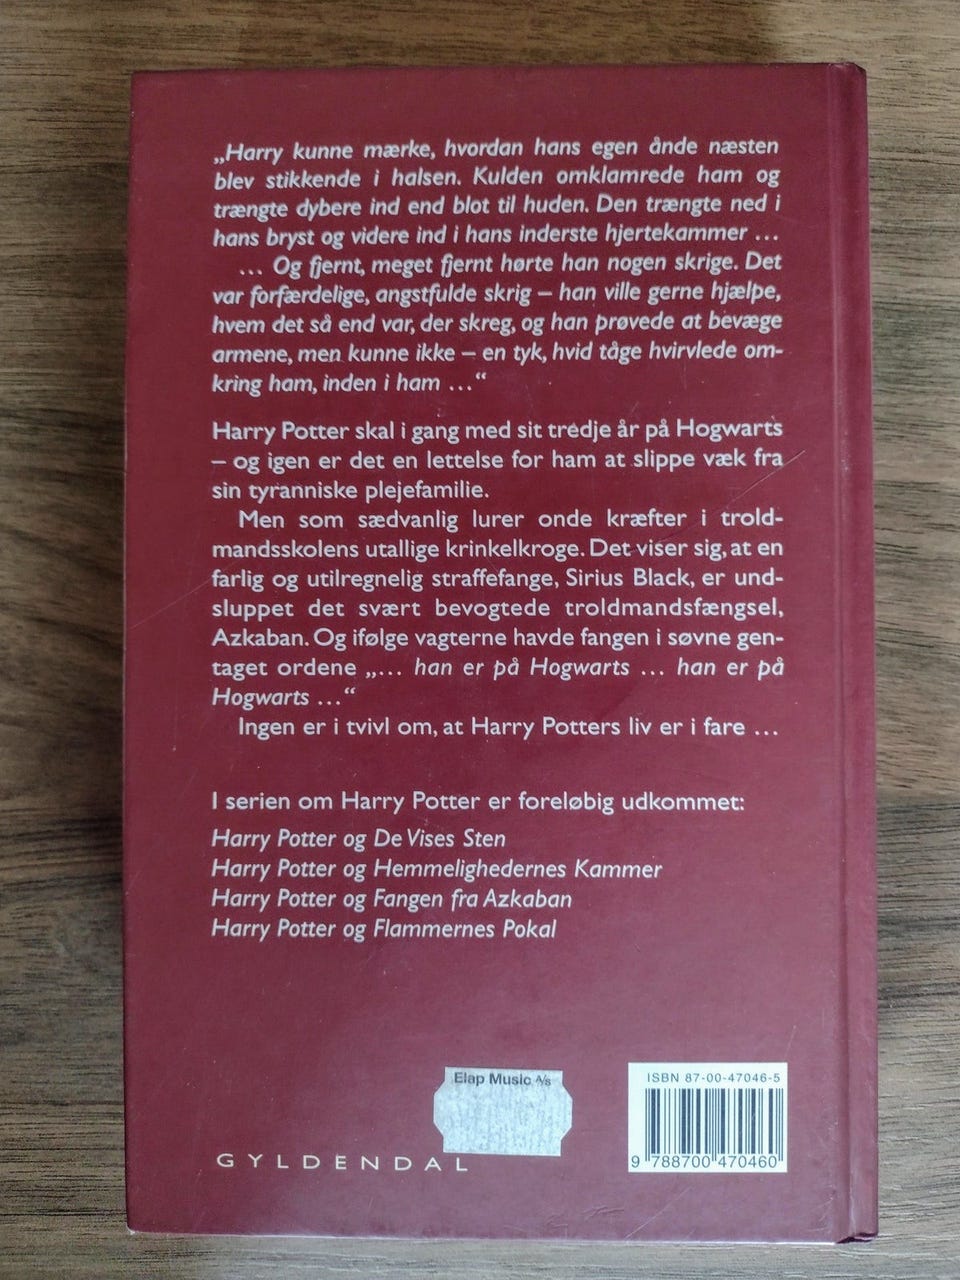 „Harry kunne mærke, hvordan hans egen ånde næsten
blev stikkende i halsen. Kulden omklamrede ham og
trængte dybere ind end blot til huden. Den trængte ned i
hans bryst og videre ind i hans inderste hjertekammer ...
... Og fjernt, meget fjernt hørte han nogen skrige. Det
var forfærdelige, angstfulde skrig – han ville gerne hjælpe,
hvem det så end var, der skreg, og han prøvede at bevæge
armene, men kunne ikke – en tyk, hvid tåge hvirvlede om-
kring ham, inden i ham ...“
Harry Potter skal i gang med sit tredje år på Hogwarts
– og igen er det en lettelse for ham at slippe væk fra
sin tyranniske plejefamilie.
Men som sædvanlig lurer onde kræfter i trold-
mandsskolens utallige krinkelkroge. Det viser sig, at en
farlig og utilregnelig straffefange, Sirius Black, er und-
sluppet det svært bevogtede troldmandsfængsel,
Azkaban. Og ifølge vagterne havde fangen i søvne gen-
taget ordene „... han er på Hogwarts ... han er på
Hogwarts ...“
Ingen er i tvivl om, at Harry Potters liv er i fare ...
I serien om Harry Potter er foreløbig udkommet:
Harry Potter og De Vises Sten
Harry Potter og Hemmelighedernes Kammer
Harry Potter og Fangen fra Azkaban
Harry Potter og Flammernes Pokal
Elap Music A/s
GYLDENDAL
ISBN 87-00-47046-5
9 788700 470460